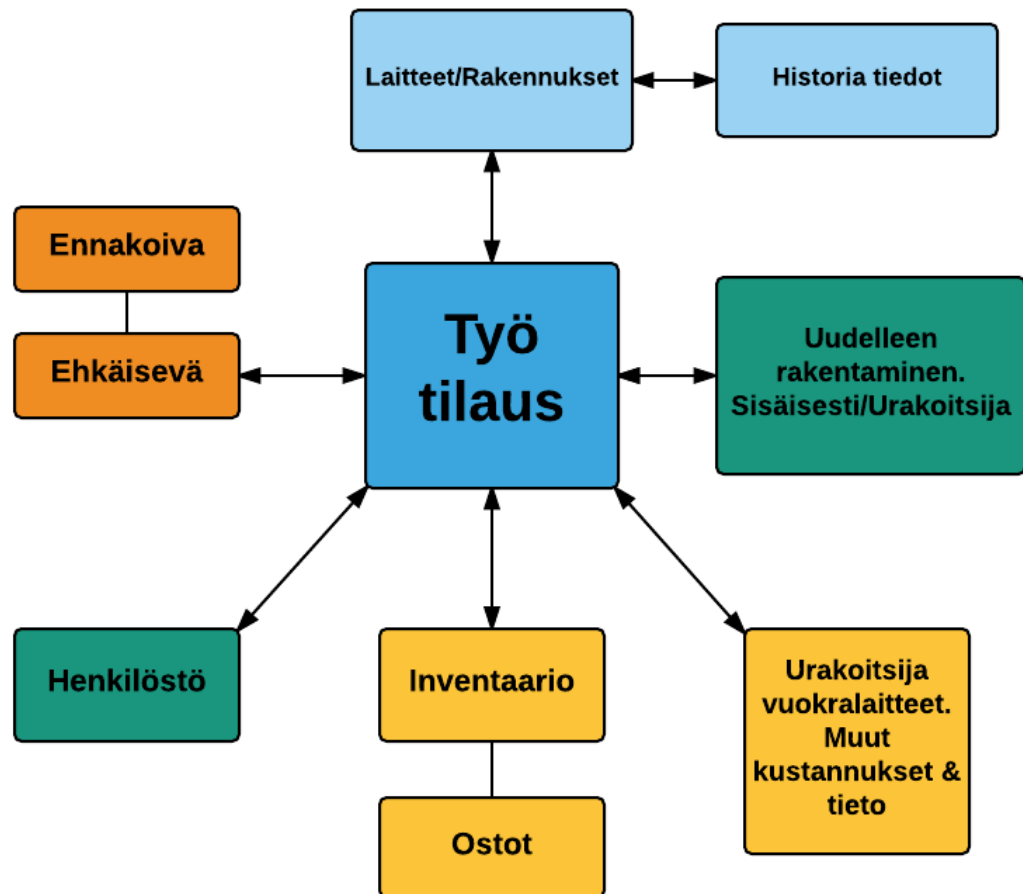 Laitteet/Rakennukset
Historia tiedot
Ennakoiva
Ehkäisevä
Työ
tilaus
Uudelleen
rakentaminen.
Sisäisesti/Urakoitsija
Henkilöstö
Inventaario
Urakoitsija
vuokralaitteet.
Muut
kustannukset &
tieto
Ostot